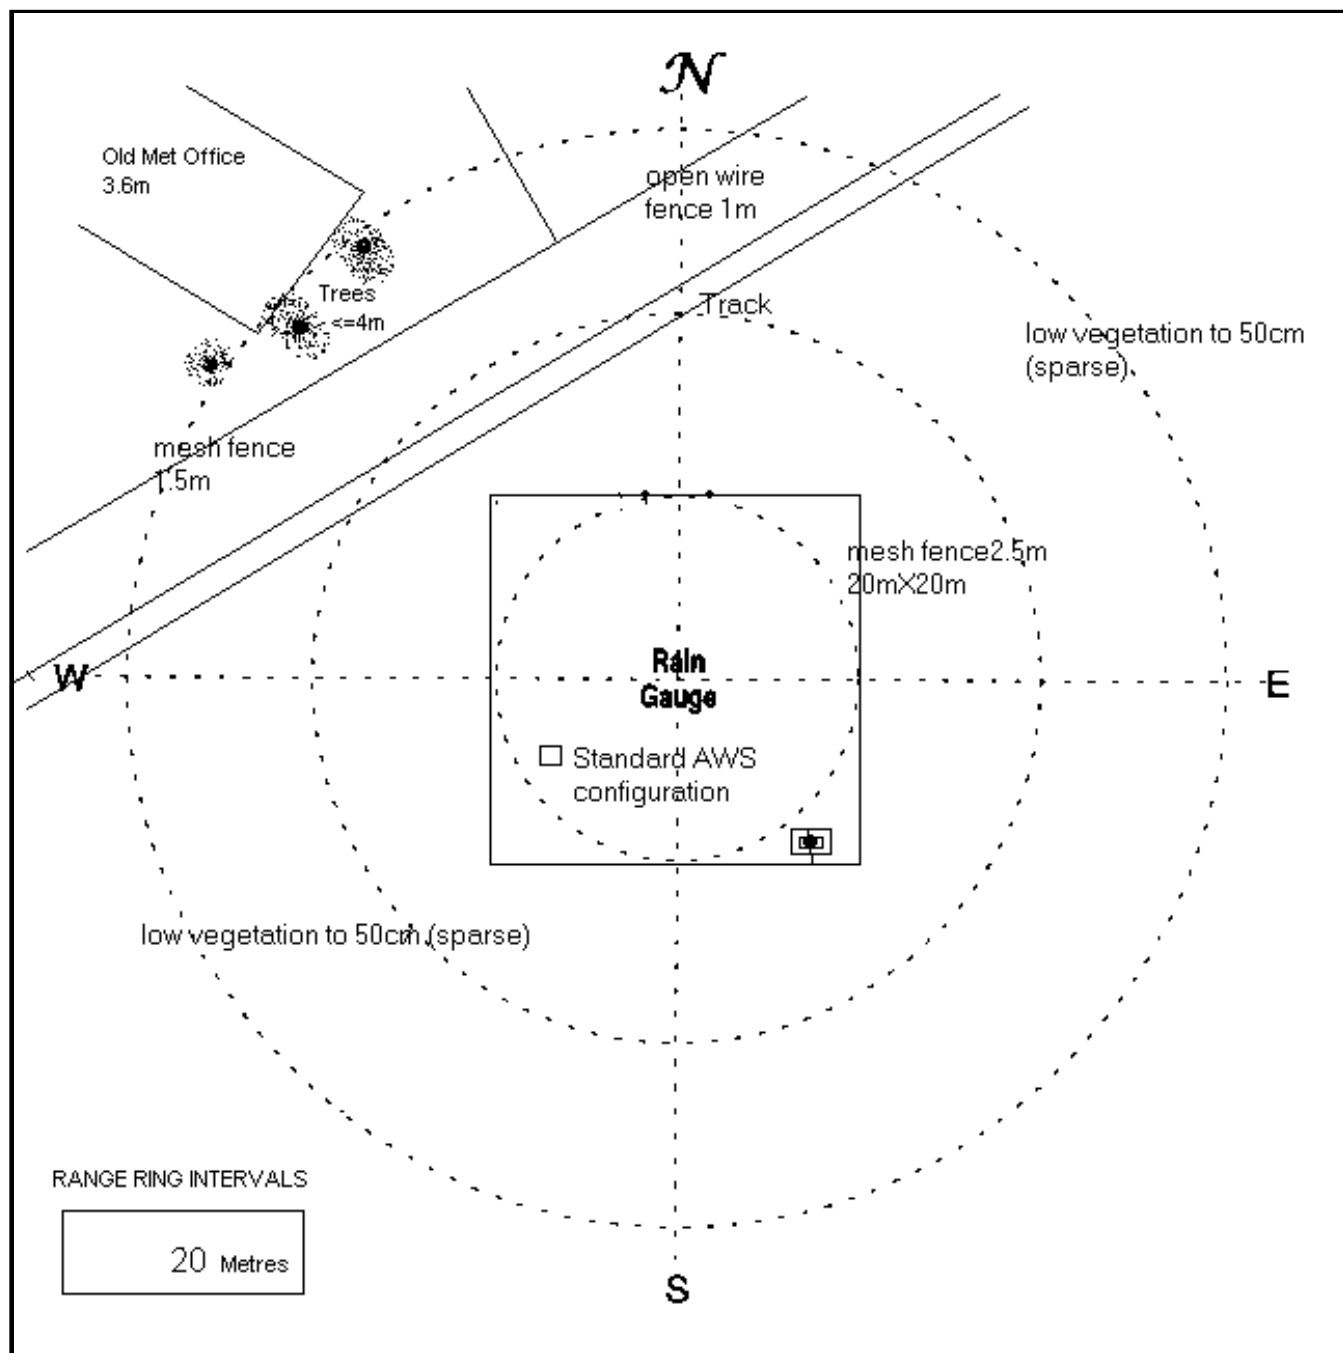 N
Old Met Office
3.6m
open wire
fence 1m
Trees
<=4m
Track
low vegetation to 50cm
(sparse)
mesh fence
1.5m
mesh fence2.5m
20mX20m
W
Rain
Gauge
E
Standard AWS
configuration
low vegetation to 50cm (sparse)
RANGE RING INTERVALS
20 Metres
S